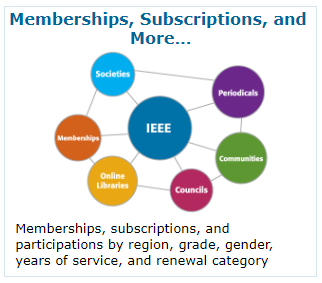 Memberships, Subscriptions, and
More...
Societies
Periodicals
IEEE
Memberships
Communities
Online
Libraries
Councils
Memberships, subscriptions, and
participations by region, grade, gender,
years of service, and renewal category